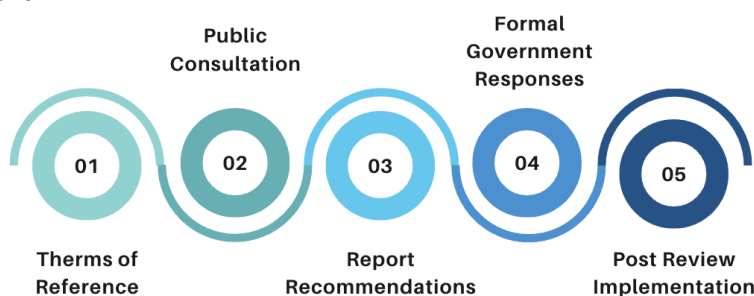 01
Therms of
Reference
Public
Consultation
02
03
Report
Recommendations
Formal
Government
Responses
04
05
Post Review
Implementation